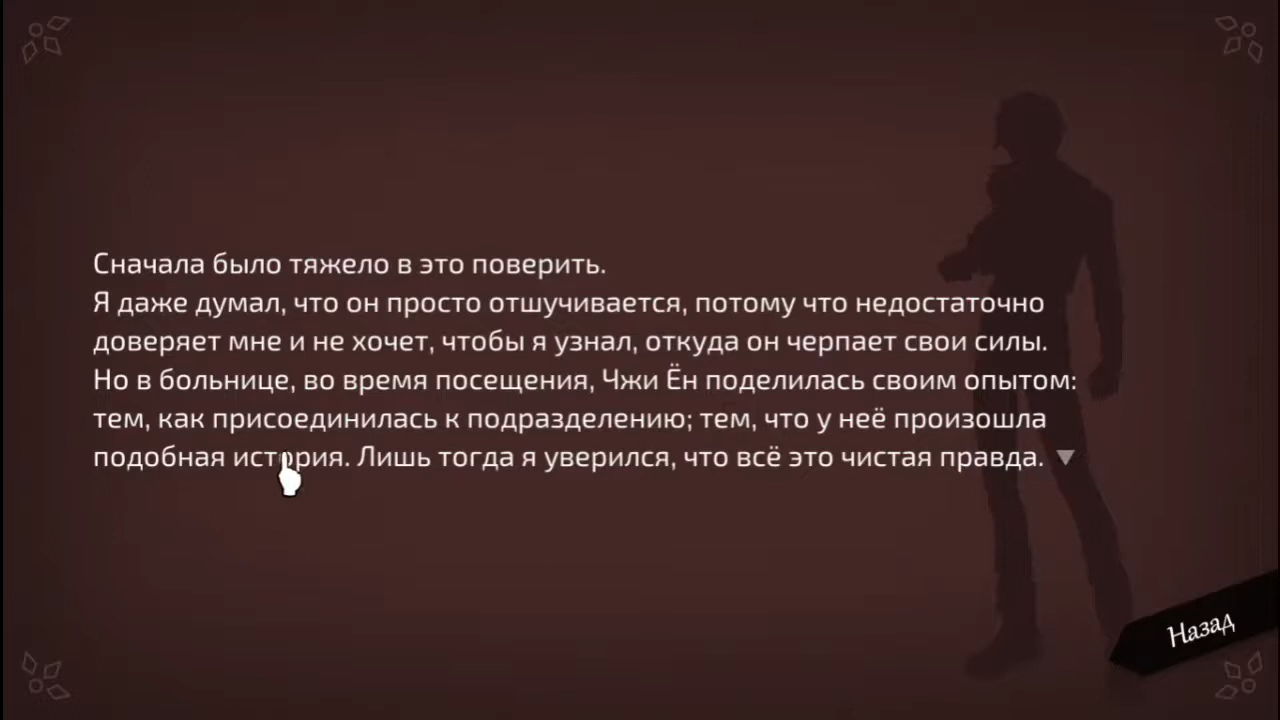 Сначала было тяжело в это поверить.
Я даже думал, что он просто отшучивается, потому что недостаточно
доверяет мне и не хочет, чтобы я узнал, откуда он черпает свои силы.
Но в больнице, во время посещения, Чжи Ён поделилась своим опытом:
тем, как присоединилась к подразделению; тем, что у неё произошла
подобная история. Лишь тогда я уверился, что всё это чистая правда.
Назад